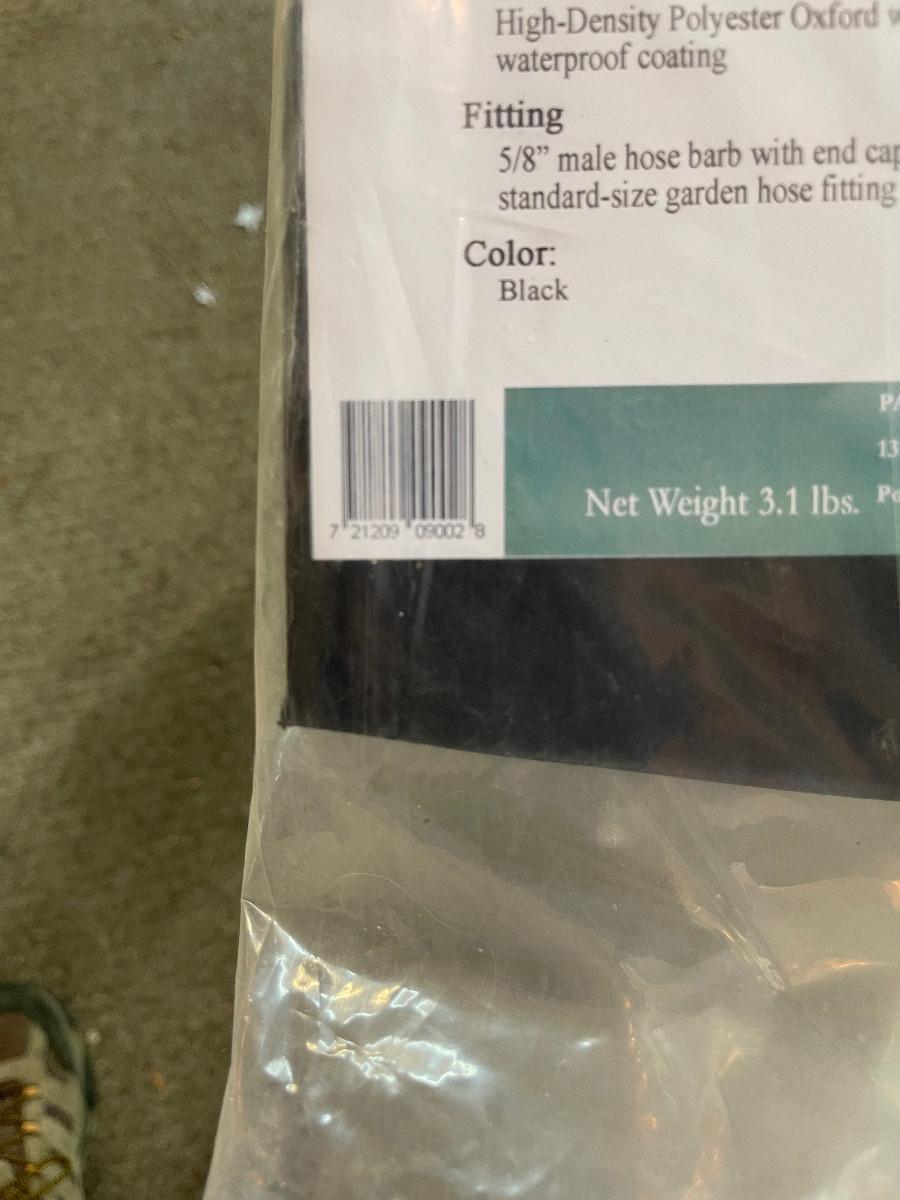 High-Density Polyester Oxford
waterproof coating
Fitting
5/8” male hose barb with end cap
standard-size garden hose fitting
Color:
Black
Net Weight 3.1 lbs.
7 21209 09002 8